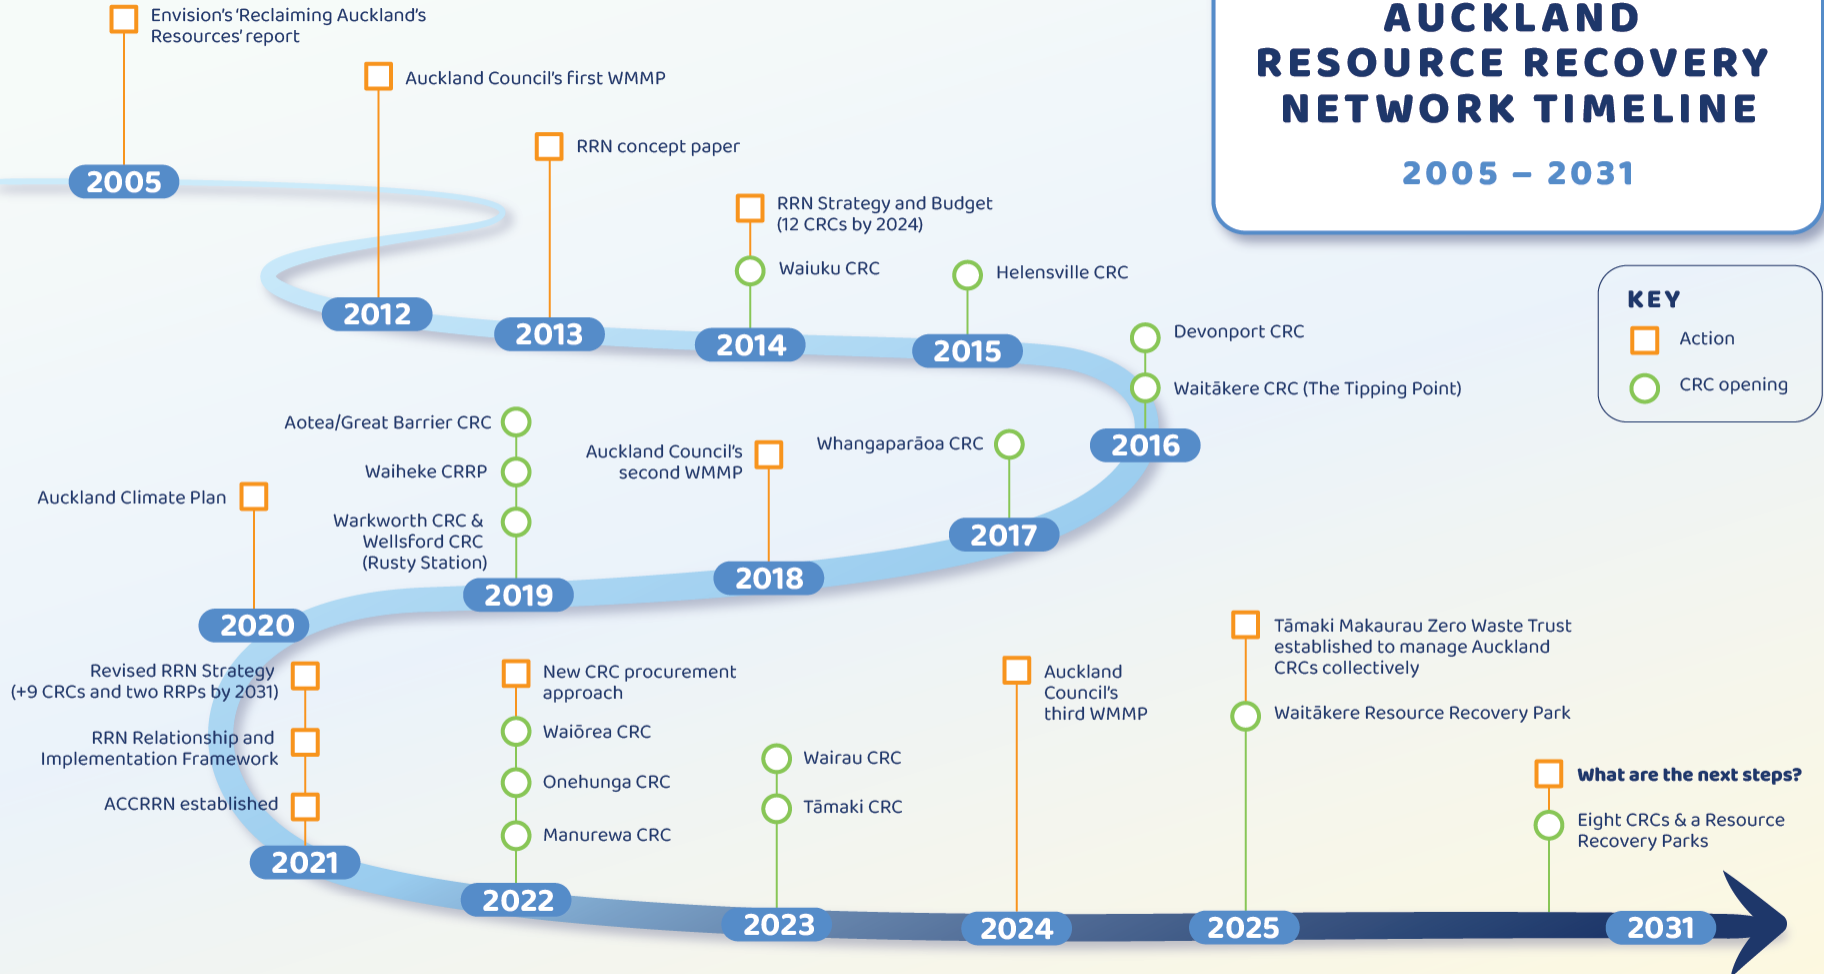 AUCKLAND
RESOURCE RECOVERY
NETWORK TIMELINE
2005 – 2031
KEY
Action
CRC opening
Envision's 'Reclaiming Auckland's
Resources' report
2005
Auckland Council's first WMMP
2012
RRN concept paper
2013
RRN Strategy and Budget
(12 CRCs by 2024)
Waiuku CRC
2014
Helensville CRC
2015
Devonport CRC
Waitākere CRC (The Tipping Point)
2016
Whangaparāoa CRC
2017
Auckland Council's
second WMMP
2018
Aotea/Great Barrier CRC
Waiheke CRRP
Warkworth CRC &
Wellsford CRC
(Rusty Station)
2019
Auckland Climate Plan
2020
Revised RRN Strategy
(+9 CRCs and two RRPs by 2031)
RRN Relationship and
Implementation Framework
ACCRRN established
2021
New CRC procurement
approach
Waiōrea CRC
Onehunga CRC
Manurewa CRC
2022
Wairau CRC
Tāmaki CRC
2023
Auckland
Council's
third WMMP
2024
Tāmaki Makaurau Zero Waste Trust
established to manage Auckland
CRCs collectively
Waitākere Resource Recovery Park
2025
What are the next steps?
Eight CRCs & a Resource
Recovery Parks
2031